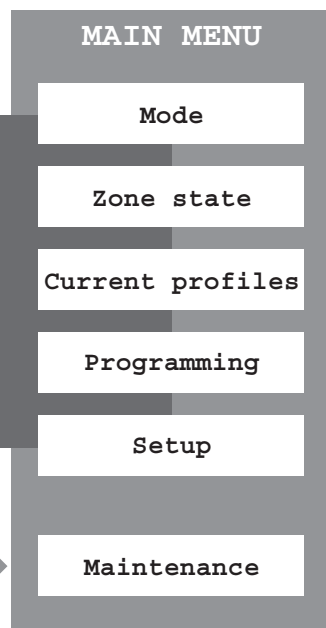 MAIN MENU
Mode
Zone state
Current profiles
Programming
Setup
Maintenance